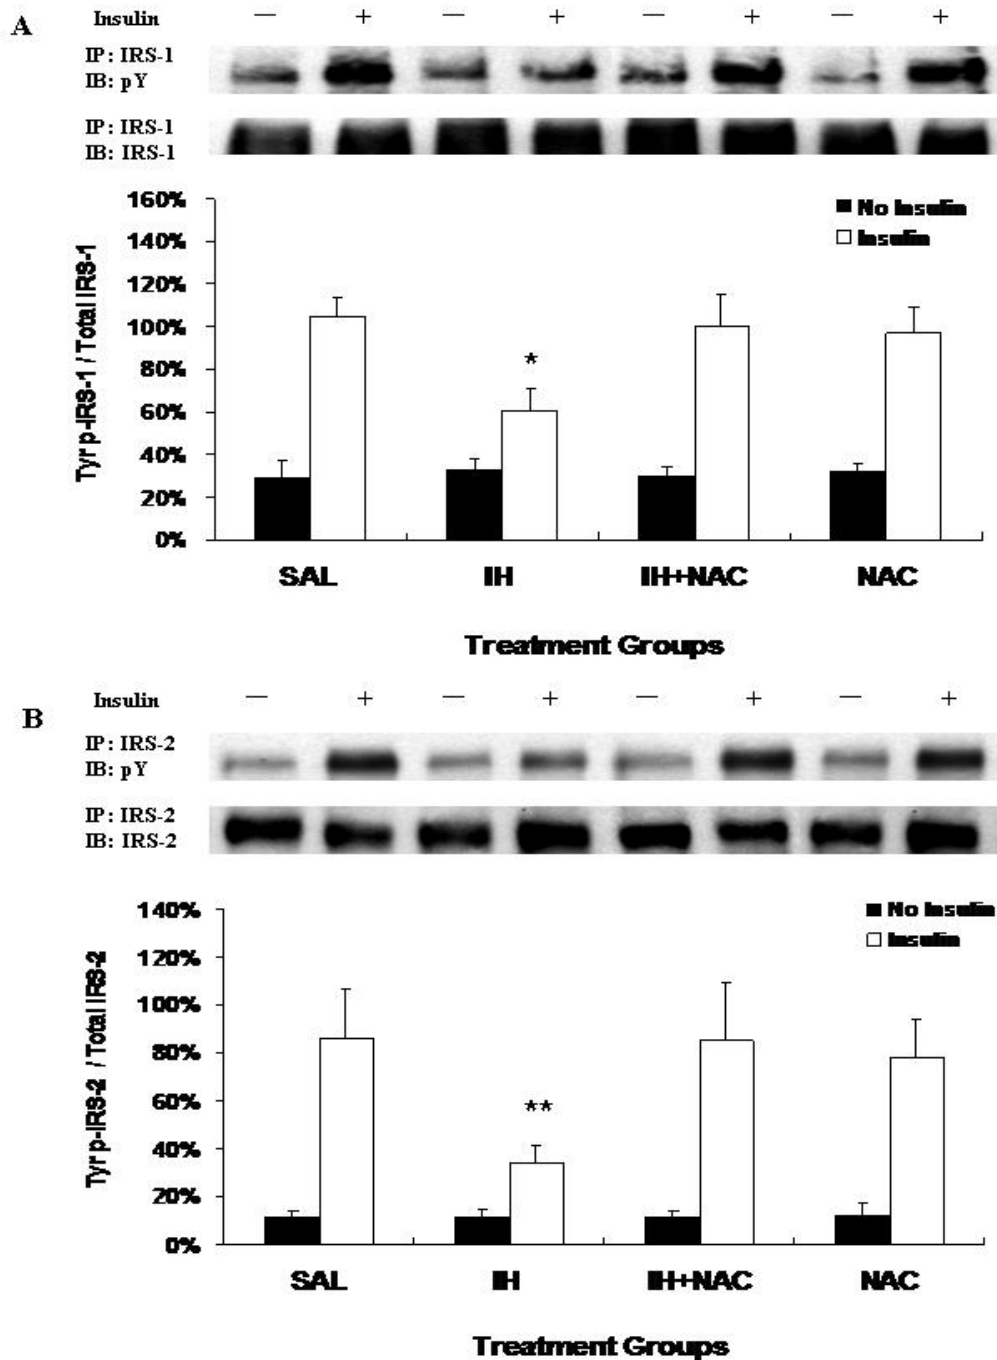 A
Insulin — + — + — + — +
IP: IRS-1
IB: pY
IP: IRS-1
IB: IRS-1
Tyr p-IRS-1 / Total IRS-1
160%
140%
120%
100%
80%
60%
40%
20%
0%
No Insulin
Insulin
*
SAL IH IH+NAC NAC
Treatment Groups
B
Insulin — + — + — + — +
IP: IRS-2
IB: pY
IP: IRS-2
IB: IRS-2
Tyr p-IRS-2 / Total IRS-2
140%
120%
100%
80%
60%
40%
20%
0%
No Insulin
Insulin
**
SAL IH IH+NAC NAC
Treatment Groups